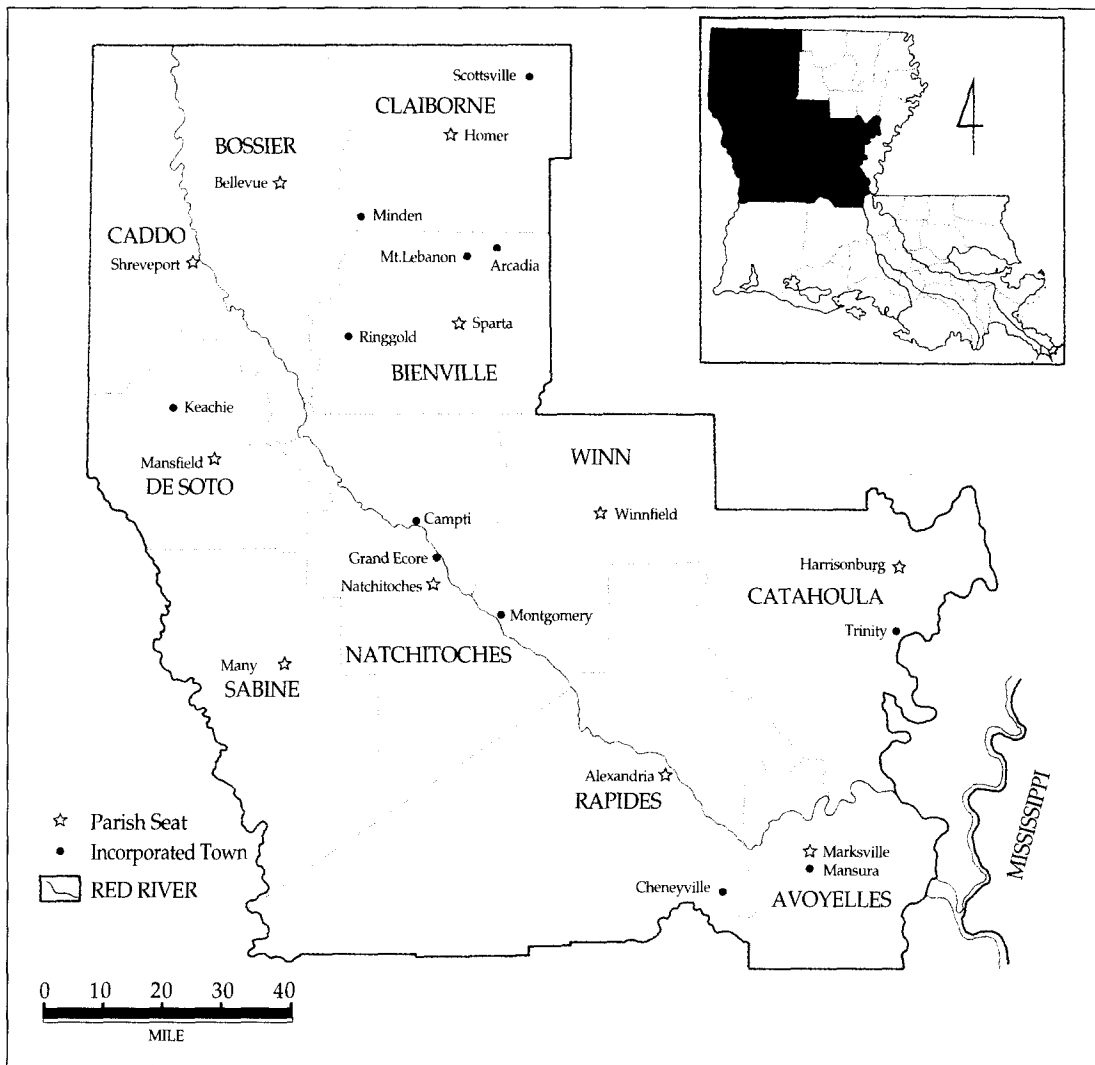 Scottsville
CLAIBORNE
Homer
BOSSIER
Bellevue
Minden
CADDO
Mt.Lebanon
Arcadia
Shreveport
Sparta
Ringgold
BIENVILLE
Keachie
WINN
Mansfield
DE SOTO
Winnfield
Campti
Grand Ecore
Harrisonburg
Natchitoches
CATAHOULA
Montgomery
Trinity
NATCHITOCHES
Many
SABINE
Alexandria
RAPIDES
Parish Seat
Incorporated Town
RED RIVER
MISSISSIPPI
Marksville
Mansura
Cheneyville
AVOYELLES
0 10 20 30 40
MILE